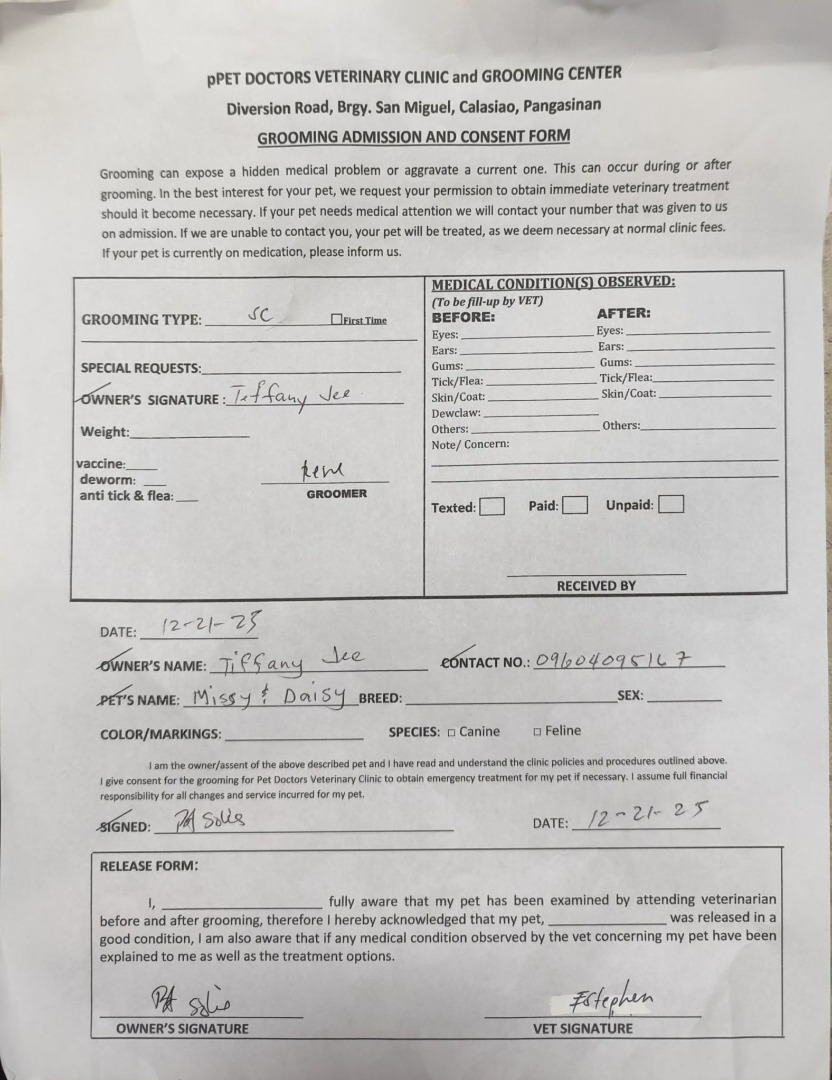 pPET DOCTORS VETERINARY CLINIC and GROOMING CENTER
Diversion Road, Brgy. San Miguel, Calasiao, Pangasinan
GROOMING ADMISSION AND CONSENT FORM
Grooming can expose a hidden medical problem or aggravate a current one. This can occur during or after
grooming. In the best interest for your pet, we request your permission to obtain immediate veterinary treatment
should it become necessary. If your pet needs medical attention we will contact your number that was given to us
on admission. If we are unable to contact you, your pet will be treated, as we deem necessary at normal clinic fees.
If your pet is currently on medication, please inform us.
GROOMING TYPE: SC First Time
SPECIAL REQUESTS:
OWNER'S SIGNATURE: Tiffany Jee
Weight:
vaccine:
deworm:
anti tick & flea:
GROOMER
MEDICAL CONDITION(S) OBSERVED:
(To be fill-up by VET)
BEFORE: AFTER:
Eyes: Eyes:
Ears: Ears:
Gums: Gums:
Tick/Flea: Tick/Flea:
Skin/Coat: Skin/Coat:
Dewclaw:
Others: Others:
Note/ Concern:
Texted: Paid: Unpaid:
RECEIVED BY
DATE: 12-21-25
OWNER'S NAME: Tiffany Jee CONTACT NO.: 09604095167
PET'S NAME: Missy & Daisy BREED: SEX:
COLOR/MARKINGS: SPECIES: Canine Feline
I am the owner/assent of the above described pet and I have read and understand the clinic policies and procedures outlined above.
I give consent for the grooming for Pet Doctors Veterinary Clinic to obtain emergency treatment for my pet if necessary. I assume full financial
responsibility for all changes and service incurred for my pet.
SIGNED: Solis DATE: 12-21-25
RELEASE FORM:
I, fully aware that my pet has been examined by attending veterinarian
before and after grooming, therefore I hereby acknowledged that my pet, was released in a
good condition, I am also aware that if any medical condition observed by the vet concerning my pet have been
explained to me as well as the treatment options.
Solis Estephen
OWNER'S SIGNATURE VET SIGNATURE